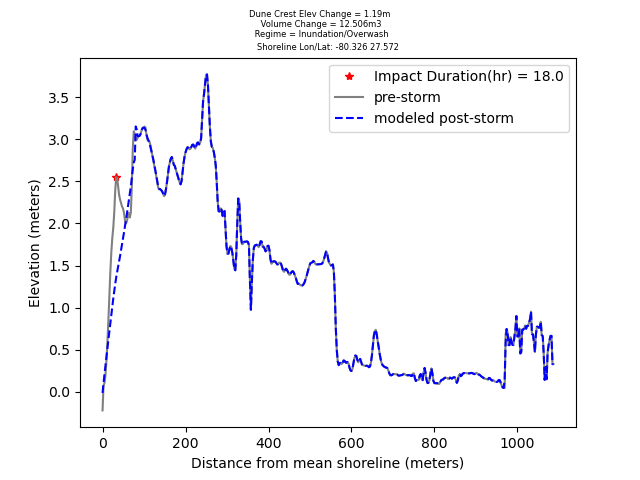 Dune Crest Elev Change = 1.19m
Volume Change = 12.506m3
Regime = Inundation/Overwash
Shoreline Lon/Lat: -80.326 27.572
Impact Duration(hr) = 18.0
pre-storm
modeled post-storm
Elevation (meters)
3.5
3.0
2.5
2.0
1.5
1.0
0.5
0.0
0 200 400 600 800 1000
Distance from mean shoreline (meters)